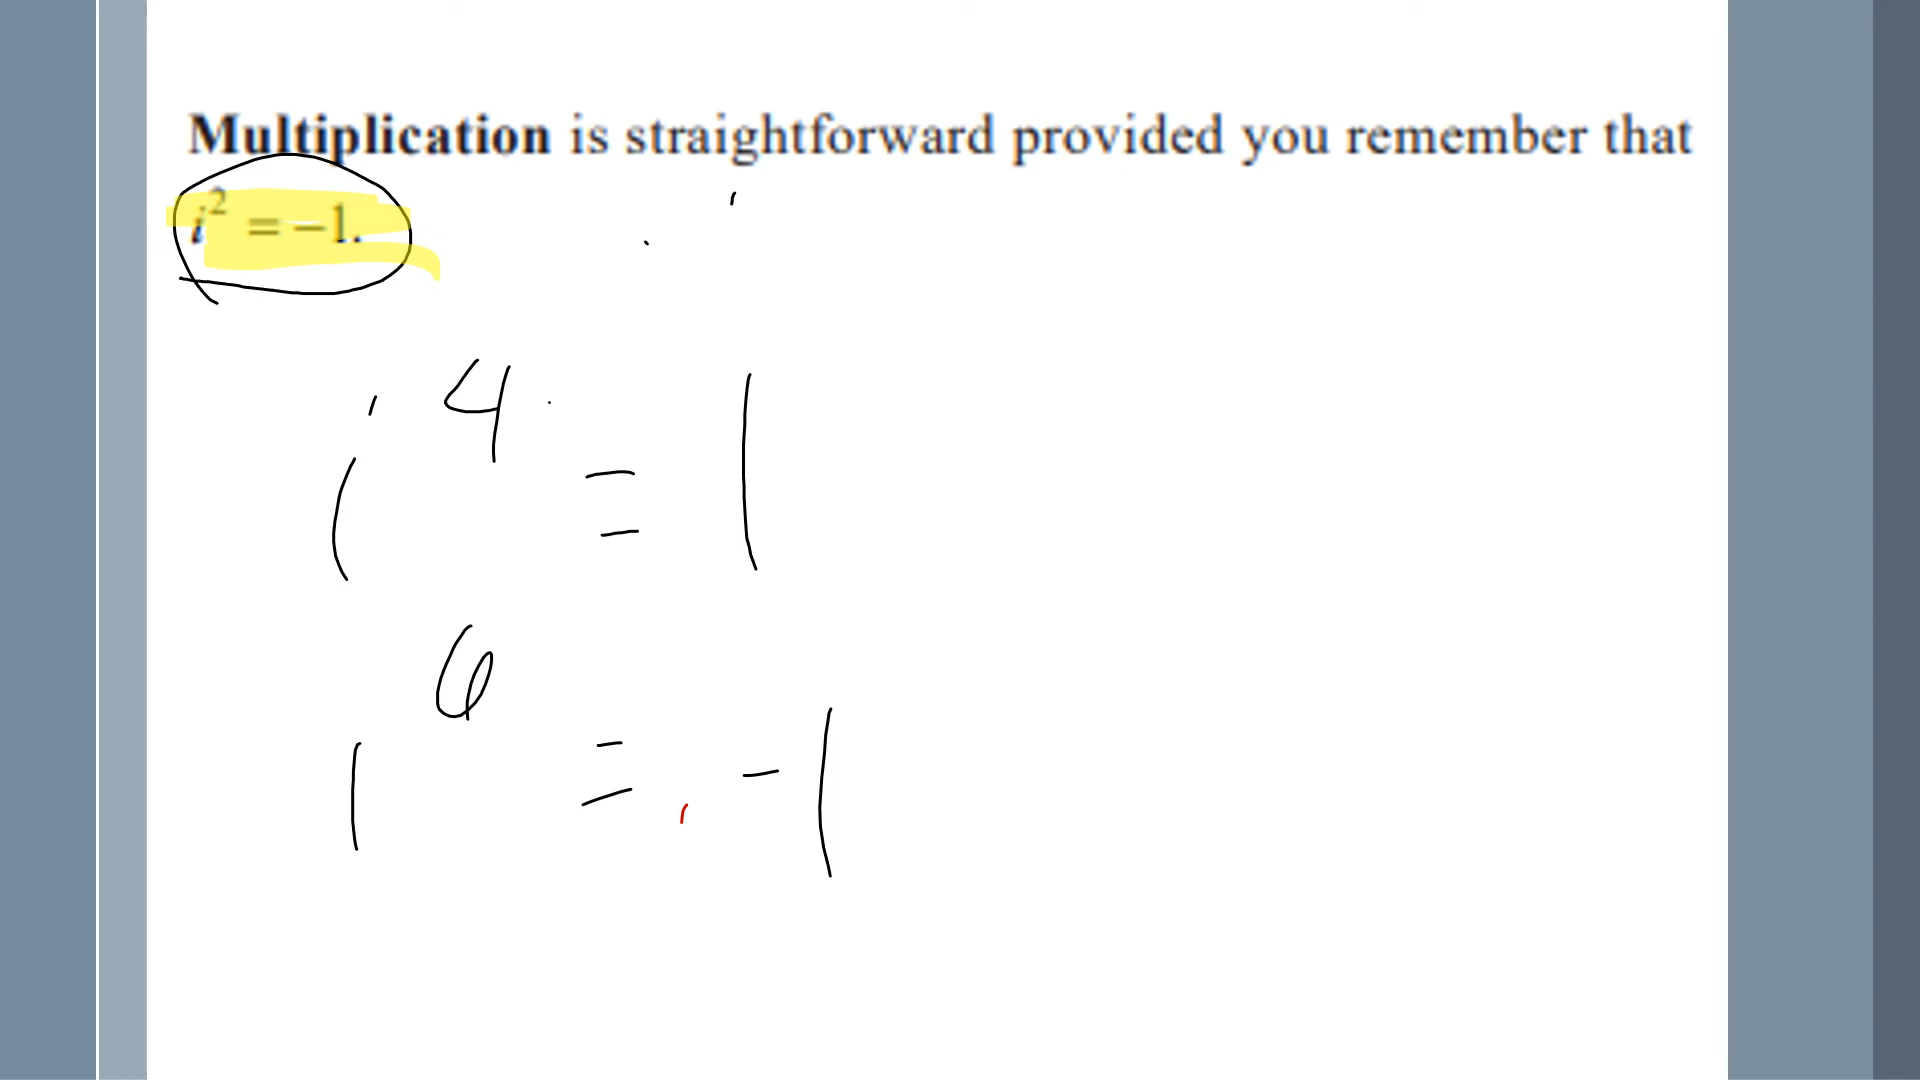 Multiplication is straightforward provided you remember that
i² = −1.
i⁴ = 1
i⁶ = -1